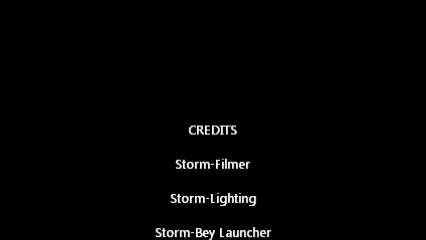 CREDITS
Storm-Filmer
Storm-Lighting
Storm-Bey Launcher